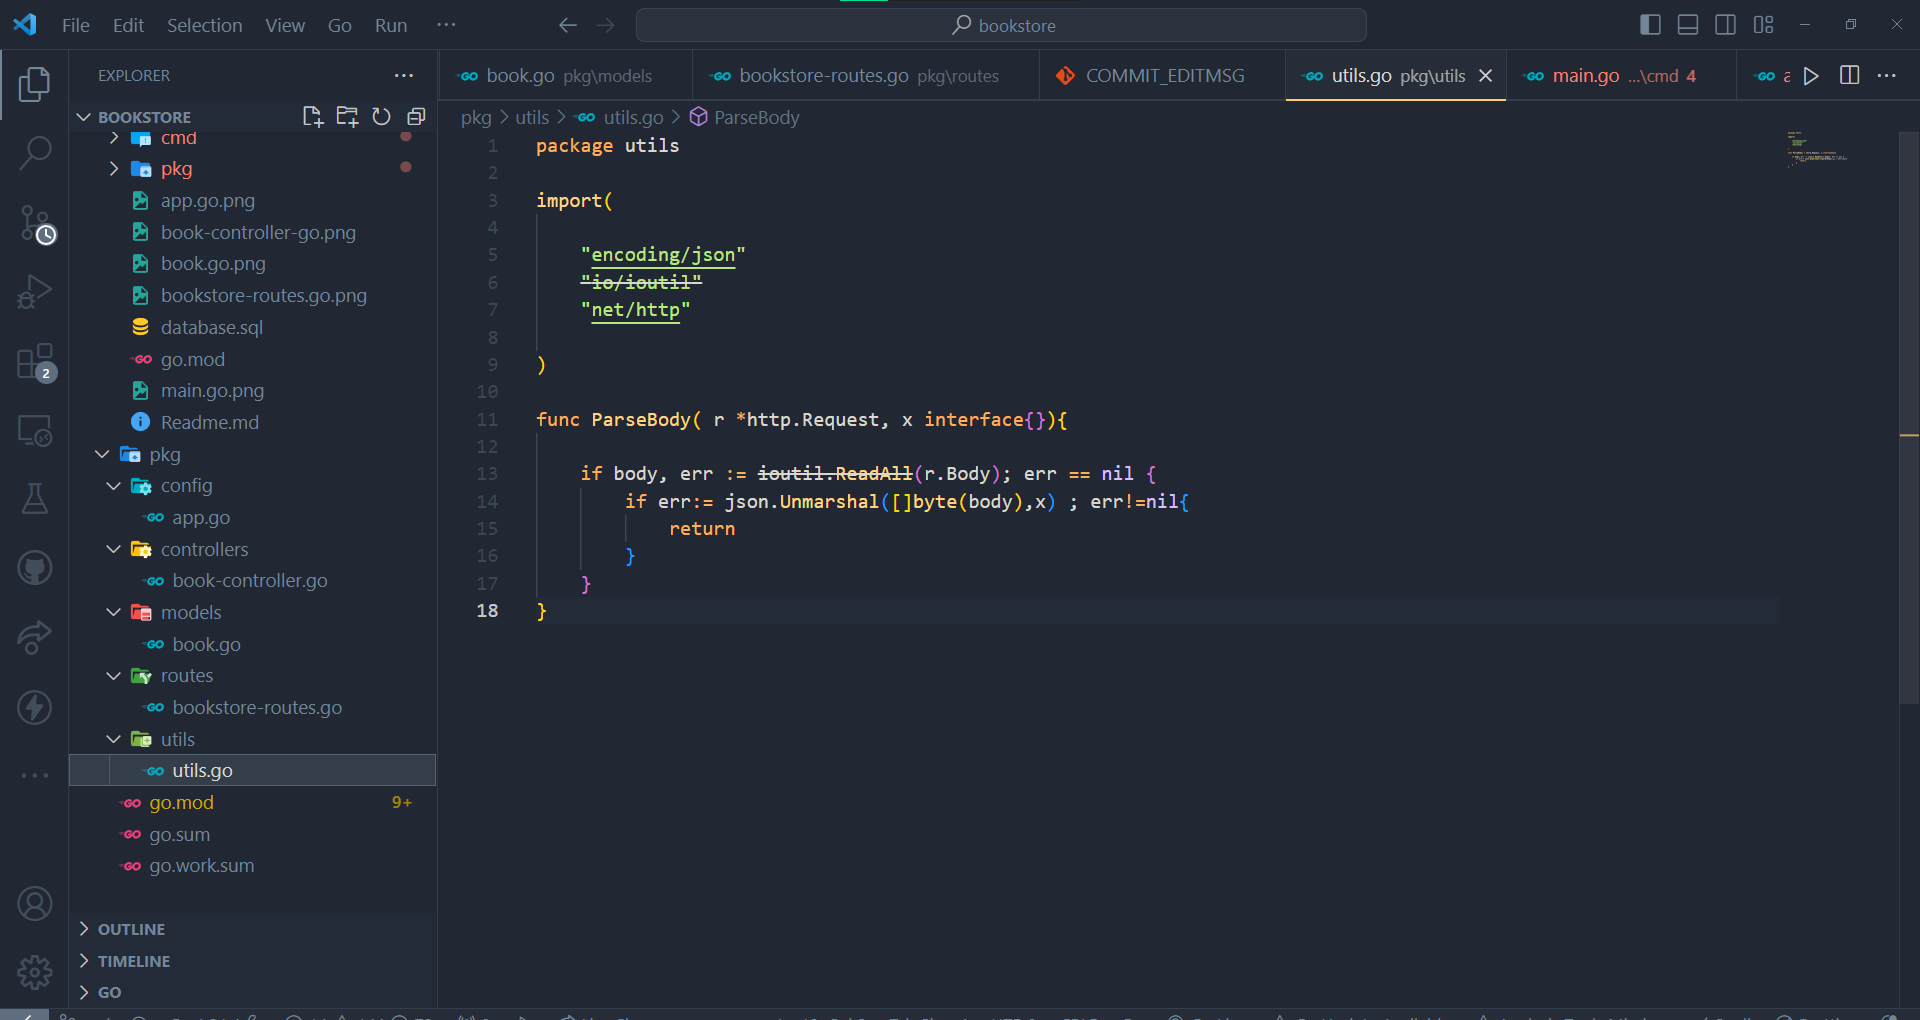 File Edit Selection View Go Run ··· bookstore
EXPLORER ···
BOOKSTORE
cmd
pkg
app.go.png
book-controller-go.png
book.go.png
bookstore-routes.go.png
database.sql
go.mod
main.go.png
Readme.md
pkg
config
app.go
controllers
book-controller.go
models
book.go
routes
bookstore-routes.go
utils
utils.go
go.mod 9+
go.sum
go.work.sum
OUTLINE
TIMELINE
GO
2
book.go pkg\models bookstore-routes.go pkg\routes COMMIT_EDITMSG utils.go pkg\utils main.go ...\cmd 4
pkg > utils > utils.go > ParseBody
1 package utils
2
3 import(
4
5 "encoding/json"
6 "io/ioutil"
7 "net/http"
8
9 )
10
11 func ParseBody( r *http.Request, x interface{}){
12
13 if body, err := ioutil.ReadAll(r.Body); err == nil {
14 if err:= json.Unmarshal([]byte(body),x) ; err!=nil{
15 return
16 }
17 }
18 }